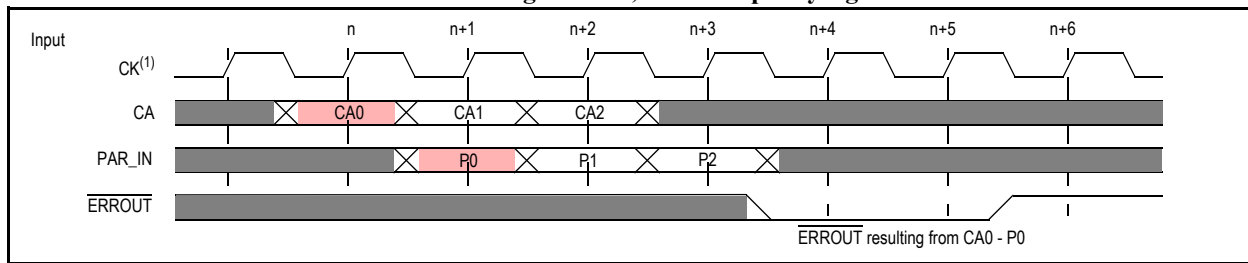 Input
n n+1 n+2 n+3 n+4 n+5 n+6
CK(1)
CA CA0 CA1 CA2
PAR_IN P0 P1 P2
ERROUT
ERROUT resulting from CA0 - P0